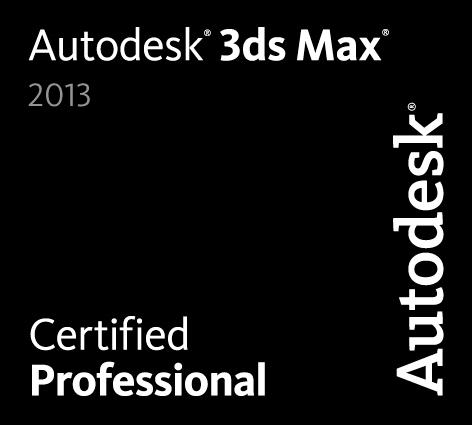 Autodesk® 3ds Max®
2013
Autodesk®
Certified
Professional